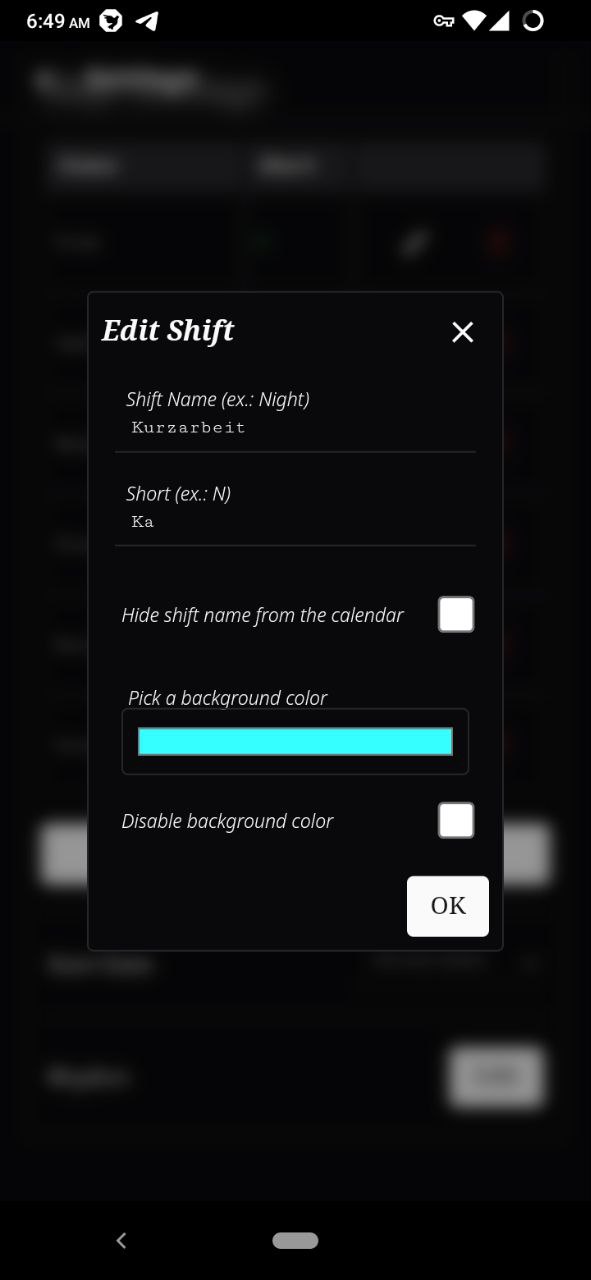 6:49 AM
Edit Shift
Shift Name (ex.: Night)
Kurzarbeit
Short (ex.: N)
Ka
Hide shift name from the calendar
Pick a background color
Disable background color
OK